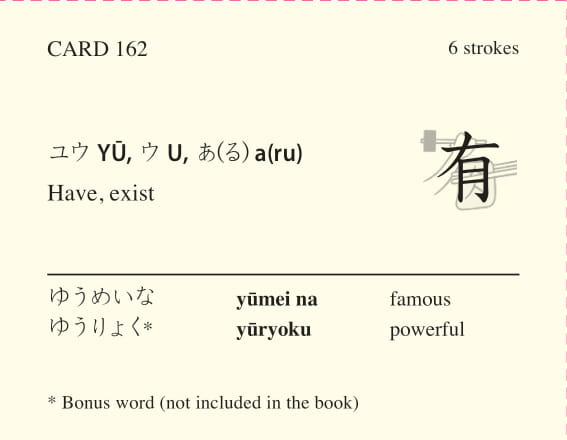 CARD 162
6 strokes
ユウ YŪ, ウ U, あ(る) a(ru)
Have, exist
有
ゆうめいな yūmei na famous
ゆうりょく* yūryoku powerful
* Bonus word (not included in the book)